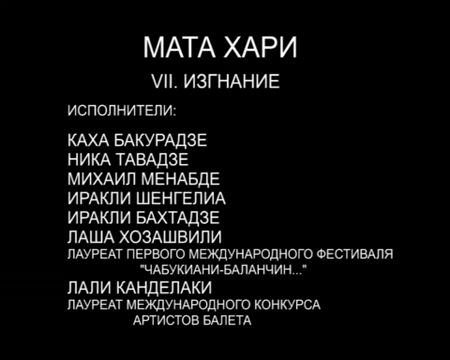 МАТА ХАРИ
VII. ИЗГНАНИЕ
ИСПОЛНИТЕЛИ:
КАХА БАКУРАДЗЕ
НИКА ТАВАДЗЕ
МИХАИЛ МЕНАБДЕ
ИРАКЛИ ШЕНГЕЛИА
ИРАКЛИ БАХТАДЗЕ
ЛАША ХОЗАШВИЛИ
ЛАУРЕАТ ПЕРВОГО МЕЖДУНАРОДНОГО ФЕСТИВАЛЯ
"ЧАБУКИАНИ-БАЛАНЧИН..."
ЛАЛИ КАНДЕЛАКИ
ЛАУРЕАТ МЕЖДУНАРОДНОГО КОНКУРСА
АРТИСТОВ БАЛЕТА